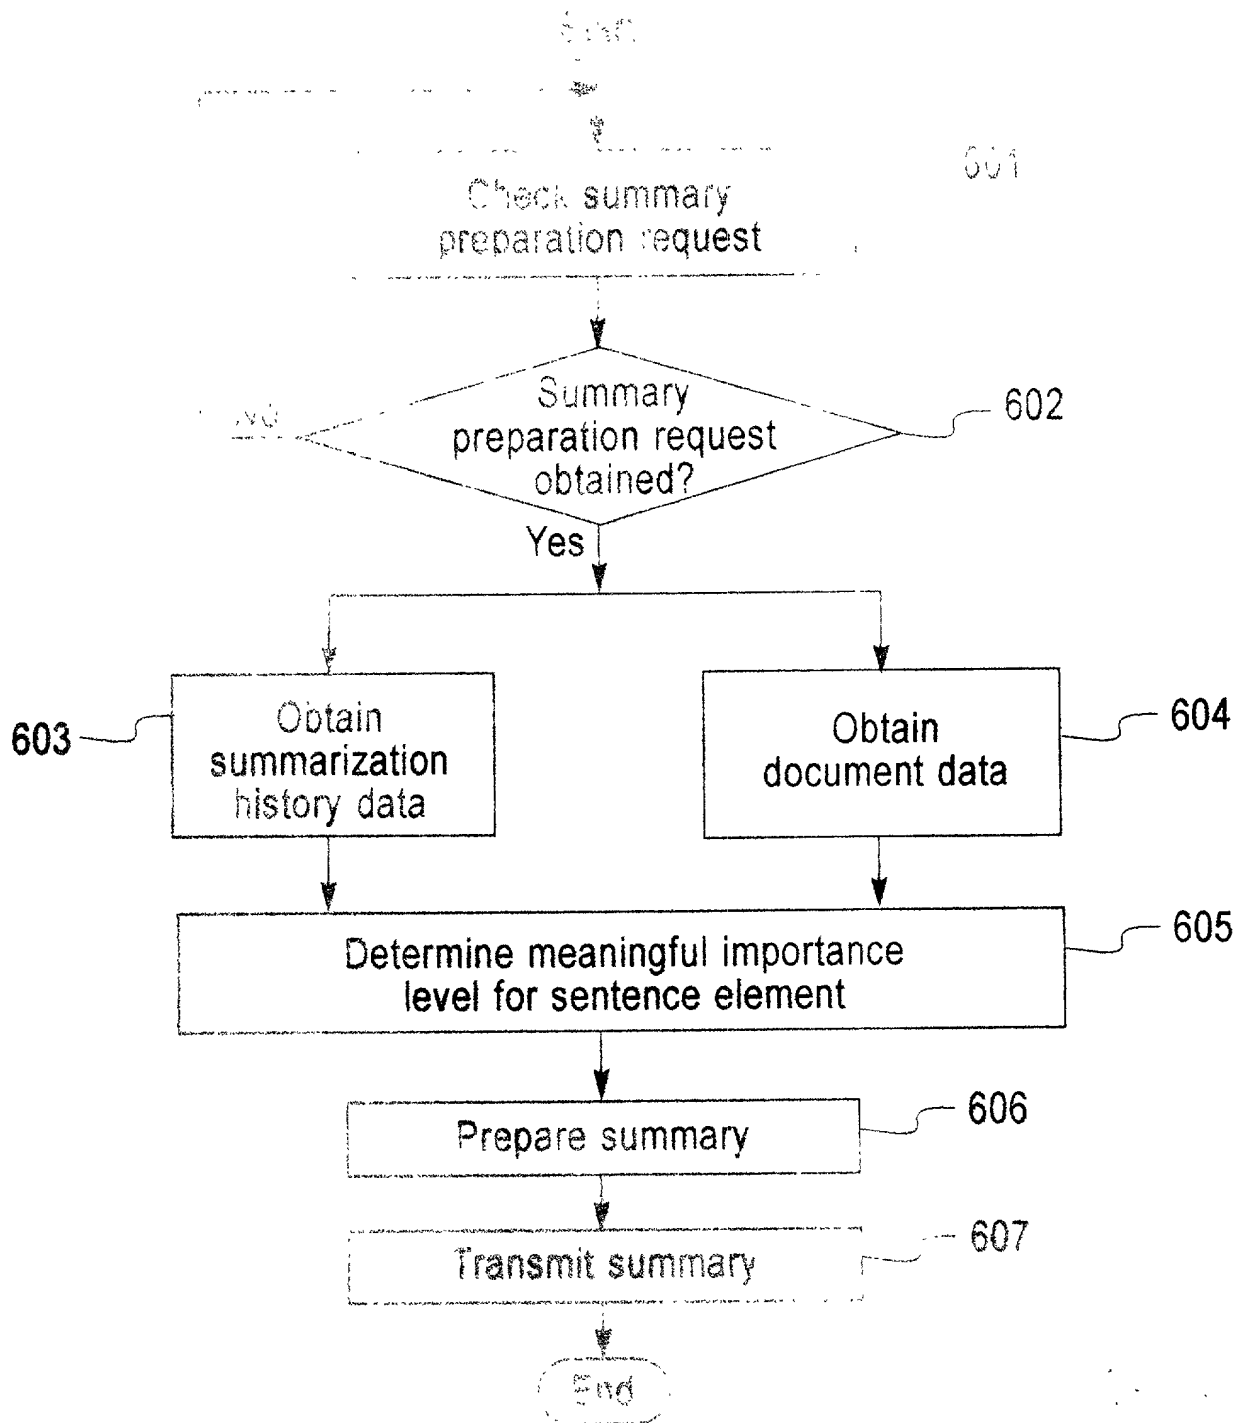 601
Check summary
preparation request
Summary
preparation request
obtained?
602
No
Yes
603
Obtain
summarization
history data
Obtain
document data
604
Determine meaningful importance
level for sentence element
605
Prepare summary
606
Transmit summary
607
End